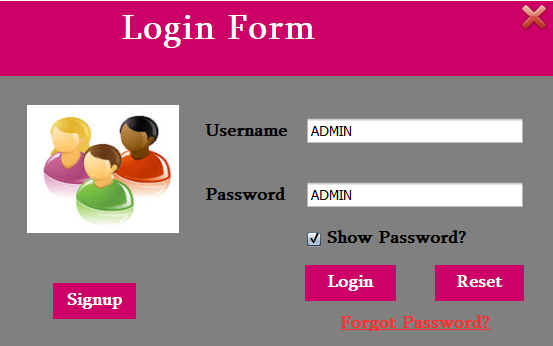 Login Form
Username ADMIN
Password ADMIN
Show Password?
Login Reset
Signup
Forgot Password?